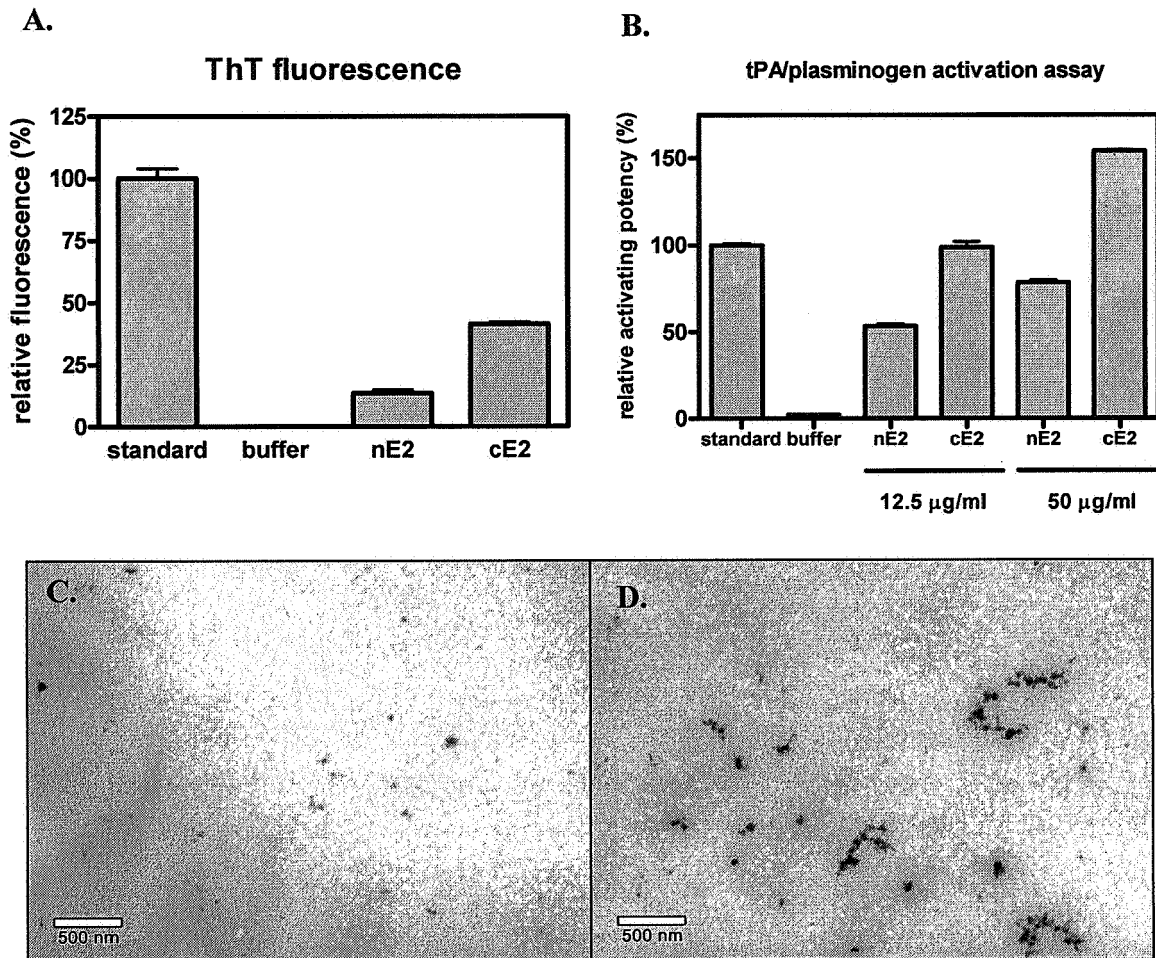 A.
ThT fluorescence
relative fluorescence (%)
125
100
75
50
25
0
standard buffer nE2 cE2
B.
tPA/plasminogen activation assay
relative activating potency (%)
150
100
50
0
standard buffer nE2 cE2 nE2 cE2
12.5 μg/ml 50 μg/ml
C.
500 nm
D.
500 nm